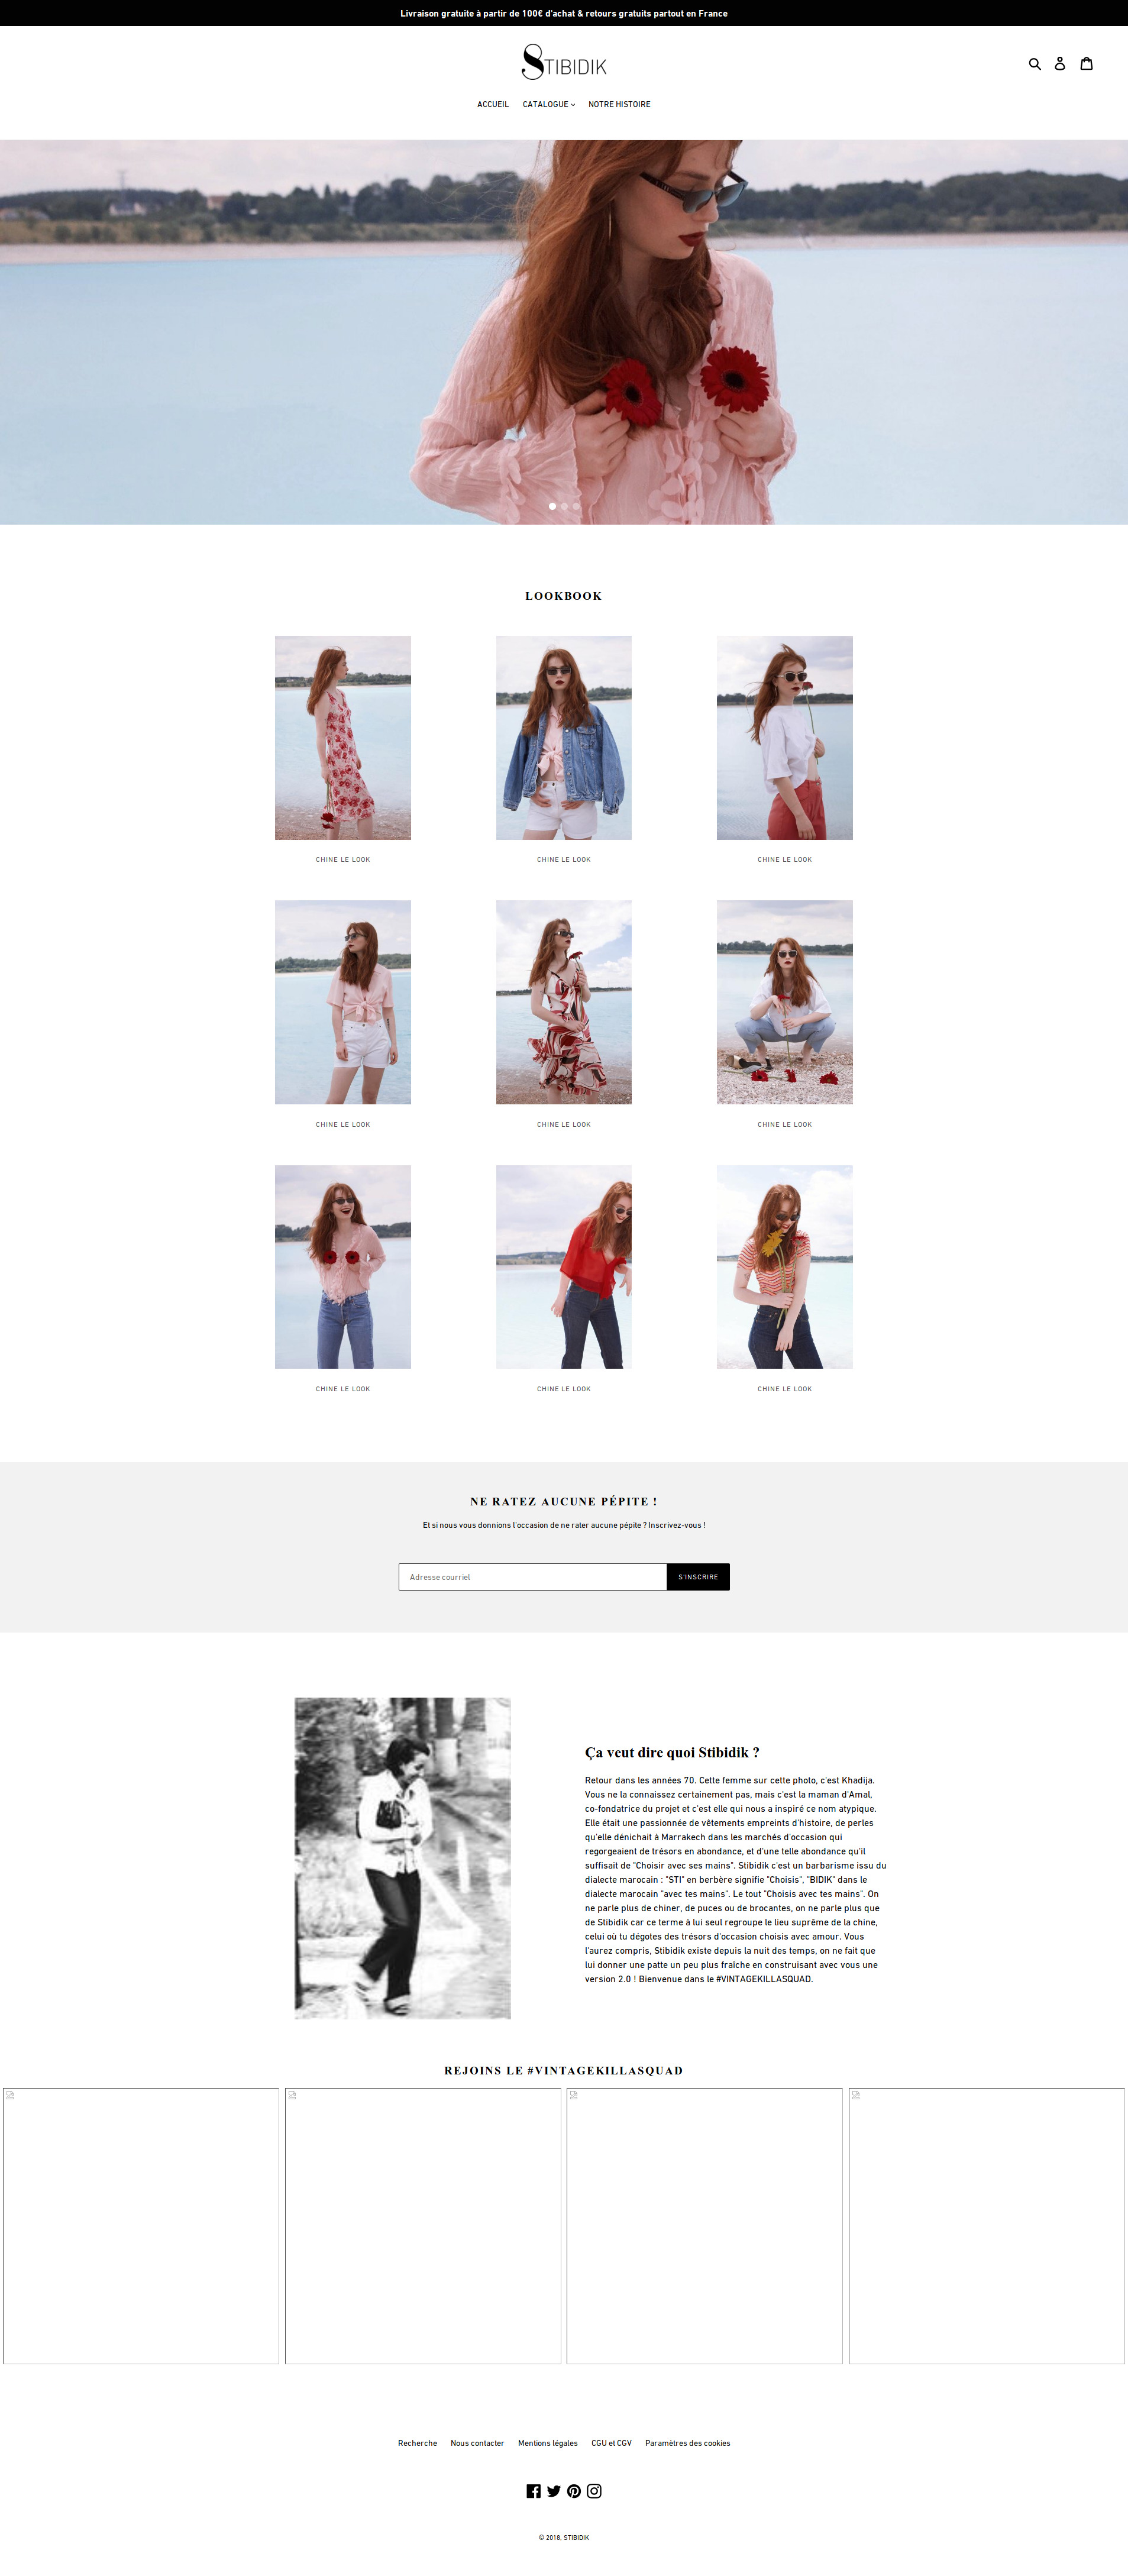 Livraison gratuite à partir de 100€ d'achat & retours gratuits partout en France
STIBIDIK
ACCUEIL CATALOGUE NOTRE HISTOIRE
LOOKBOOK
CHINE LE LOOK CHINE LE LOOK CHINE LE LOOK
CHINE LE LOOK CHINE LE LOOK CHINE LE LOOK
CHINE LE LOOK CHINE LE LOOK CHINE LE LOOK
NE RATEZ AUCUNE PÉPITE !
Et si nous vous donnions l'occasion de ne rater aucune pépite ? Inscrivez-vous !
Adresse courriel S'INSCRIRE
Ça veut dire quoi Stibidik ?
Retour dans les années 70. Cette femme sur cette photo, c'est Khadija.
Vous ne la connaissez certainement pas, mais c'est la maman d'Amal,
co-fondatrice du projet et c'est elle qui nous a inspiré ce nom atypique.
Elle était une passionnée de vêtements empreints d'histoire, de perles
qu'elle dénichait à Marrakech dans les marchés d'occasion qui
regorgeaient de trésors en abondance, et d'une telle abondance qu'il
suffisait de "Choisir avec ses mains". Stibidik c'est un barbarisme issu du
dialecte marocain : "STI" en berbère signifie "Choisis", "BIDIK" dans le
dialecte marocain "avec tes mains". Le tout "Choisis avec tes mains". On
ne parle plus de chiner, de puces ou de brocantes, on ne parle plus que
de Stibidik car ce terme à lui seul regroupe le lieu suprême de la chine,
celui où tu dégotes des trésors d'occasion choisis avec amour. Vous
l'aurez compris, Stibidik existe depuis la nuit des temps, on ne fait que
lui donner une patte un peu plus fraîche en construisant avec vous une
version 2.0 ! Bienvenue dans le #VINTAGEKILLASQUAD.
REJOINS LE #VINTAGEKILLASQUAD
Recherche Nous contacter Mentions légales CGU et CGV Paramètres des cookies
© 2018, STIBIDIK